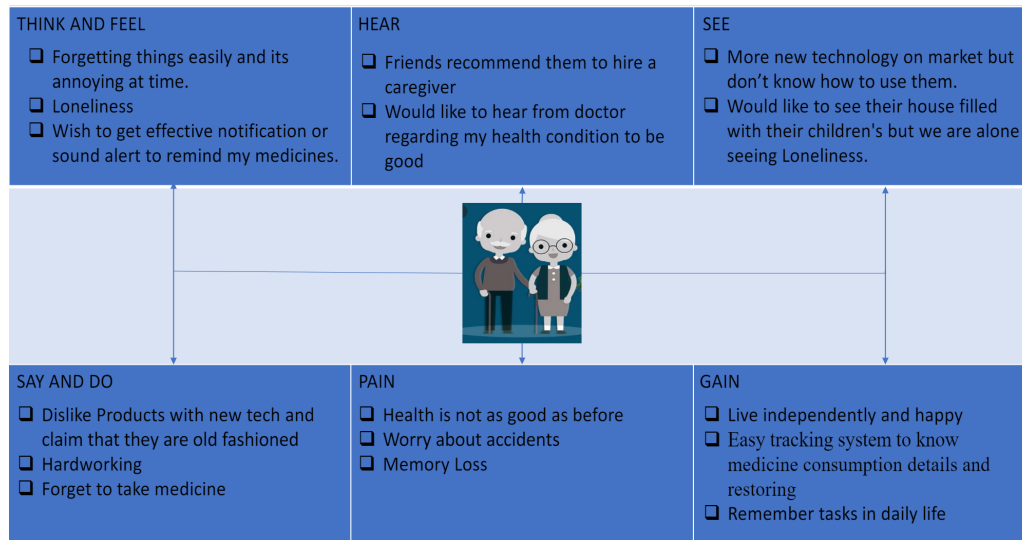 THINK AND FEEL
❑ Forgetting things easily and its
annoying at time.
❑ Loneliness
❑ Wish to get effective notification or
sound alert to remind my medicines.
HEAR
❑ Friends recommend them to hire a
caregiver
❑ Would like to hear from doctor
regarding my health condition to be
good
SEE
❑ More new technology on market but
don’t know how to use them.
❑ Would like to see their house filled
with their children's but we are alone
seeing Loneliness.
SAY AND DO
❑ Dislike Products with new tech and
claim that they are old fashioned
❑ Hardworking
❑ Forget to take medicine
PAIN
❑ Health is not as good as before
❑ Worry about accidents
❑ Memory Loss
GAIN
❑ Live independently and happy
❑ Easy tracking system to know
medicine consumption details and
restoring
❑ Remember tasks in daily life